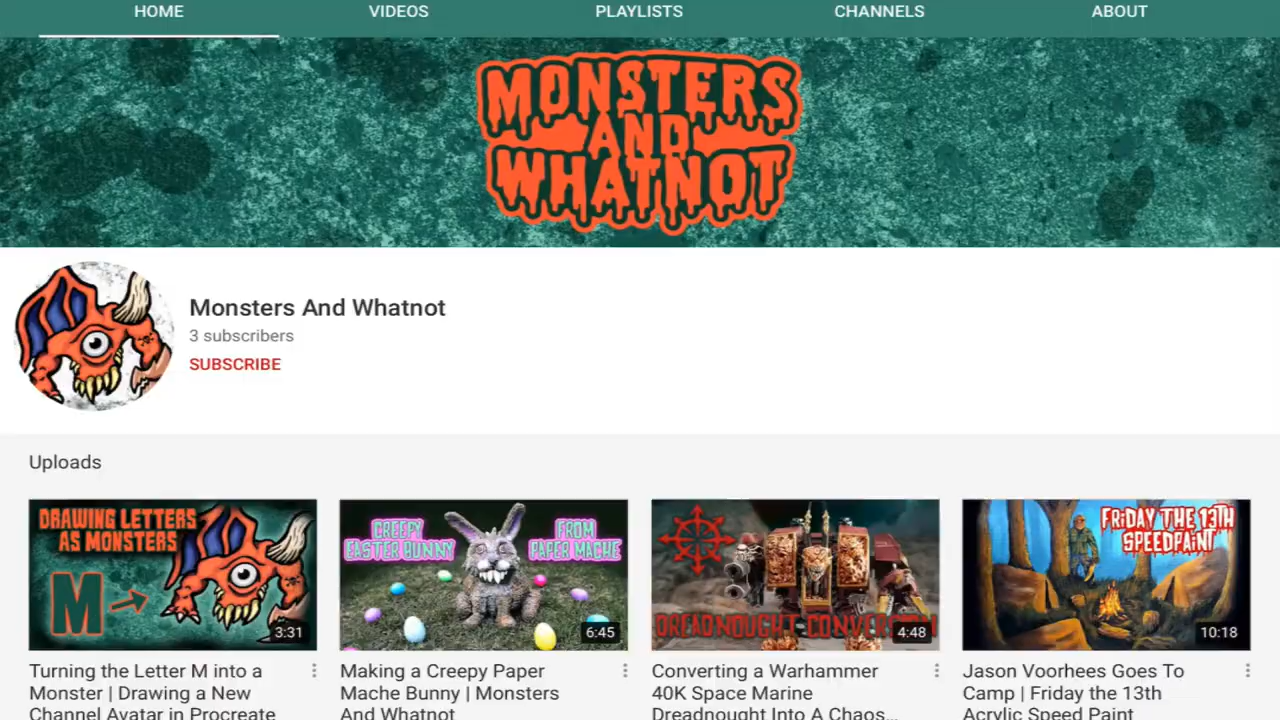 HOME VIDEOS PLAYLISTS CHANNELS ABOUT
MONSTERS
AND
WHATNOT
Monsters And Whatnot
3 subscribers
SUBSCRIBE
Uploads
DRAWING LETTERS
AS MONSTERS
M
3:31
CREEPY
EASTER BUNNY
FROM
PAPER MACHE
6:45
DREADNOUGHT CONVERSION
4:48
FRIDAY THE 13TH
SPEEDPAINT
10:18
Turning the Letter M into a
Monster | Drawing a New
Channel Avatar in Procreate
Making a Creepy Paper
Mache Bunny | Monsters
And Whatnot
Converting a Warhammer
40K Space Marine
Dreadnought Into A Chaos...
Jason Voorhees Goes To
Camp | Friday the 13th
Acrylic Speed Paint